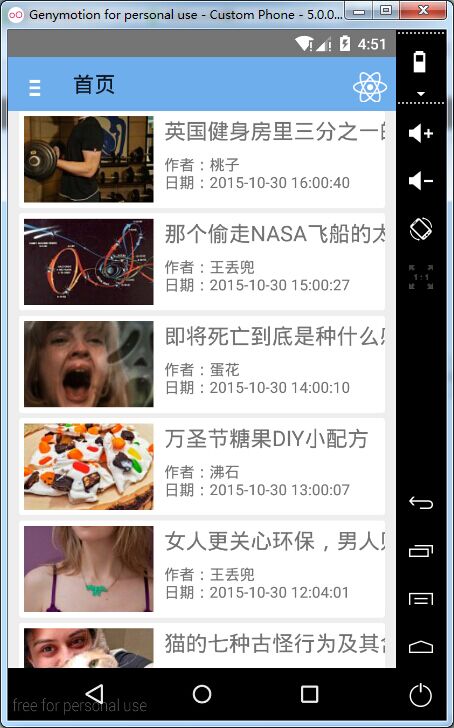 Genymotion for personal use - Custom Phone - 5.0.0...
4:51
首页
英国健身房里三分之一的
作者：桃子
日期：2015-10-30 16:00:40
那个偷走NASA飞船的太
作者：王丢兜
日期：2015-10-30 15:00:27
即将死亡到底是种什么感
作者：蛋花
日期：2015-10-30 14:00:10
万圣节糖果DIY小配方
作者：沸石
日期：2015-10-30 13:00:07
女人更关心环保，男人则
作者：王丢兜
日期：2015-10-30 12:04:01
猫的七种古怪行为及其含
1:1
free for personal use